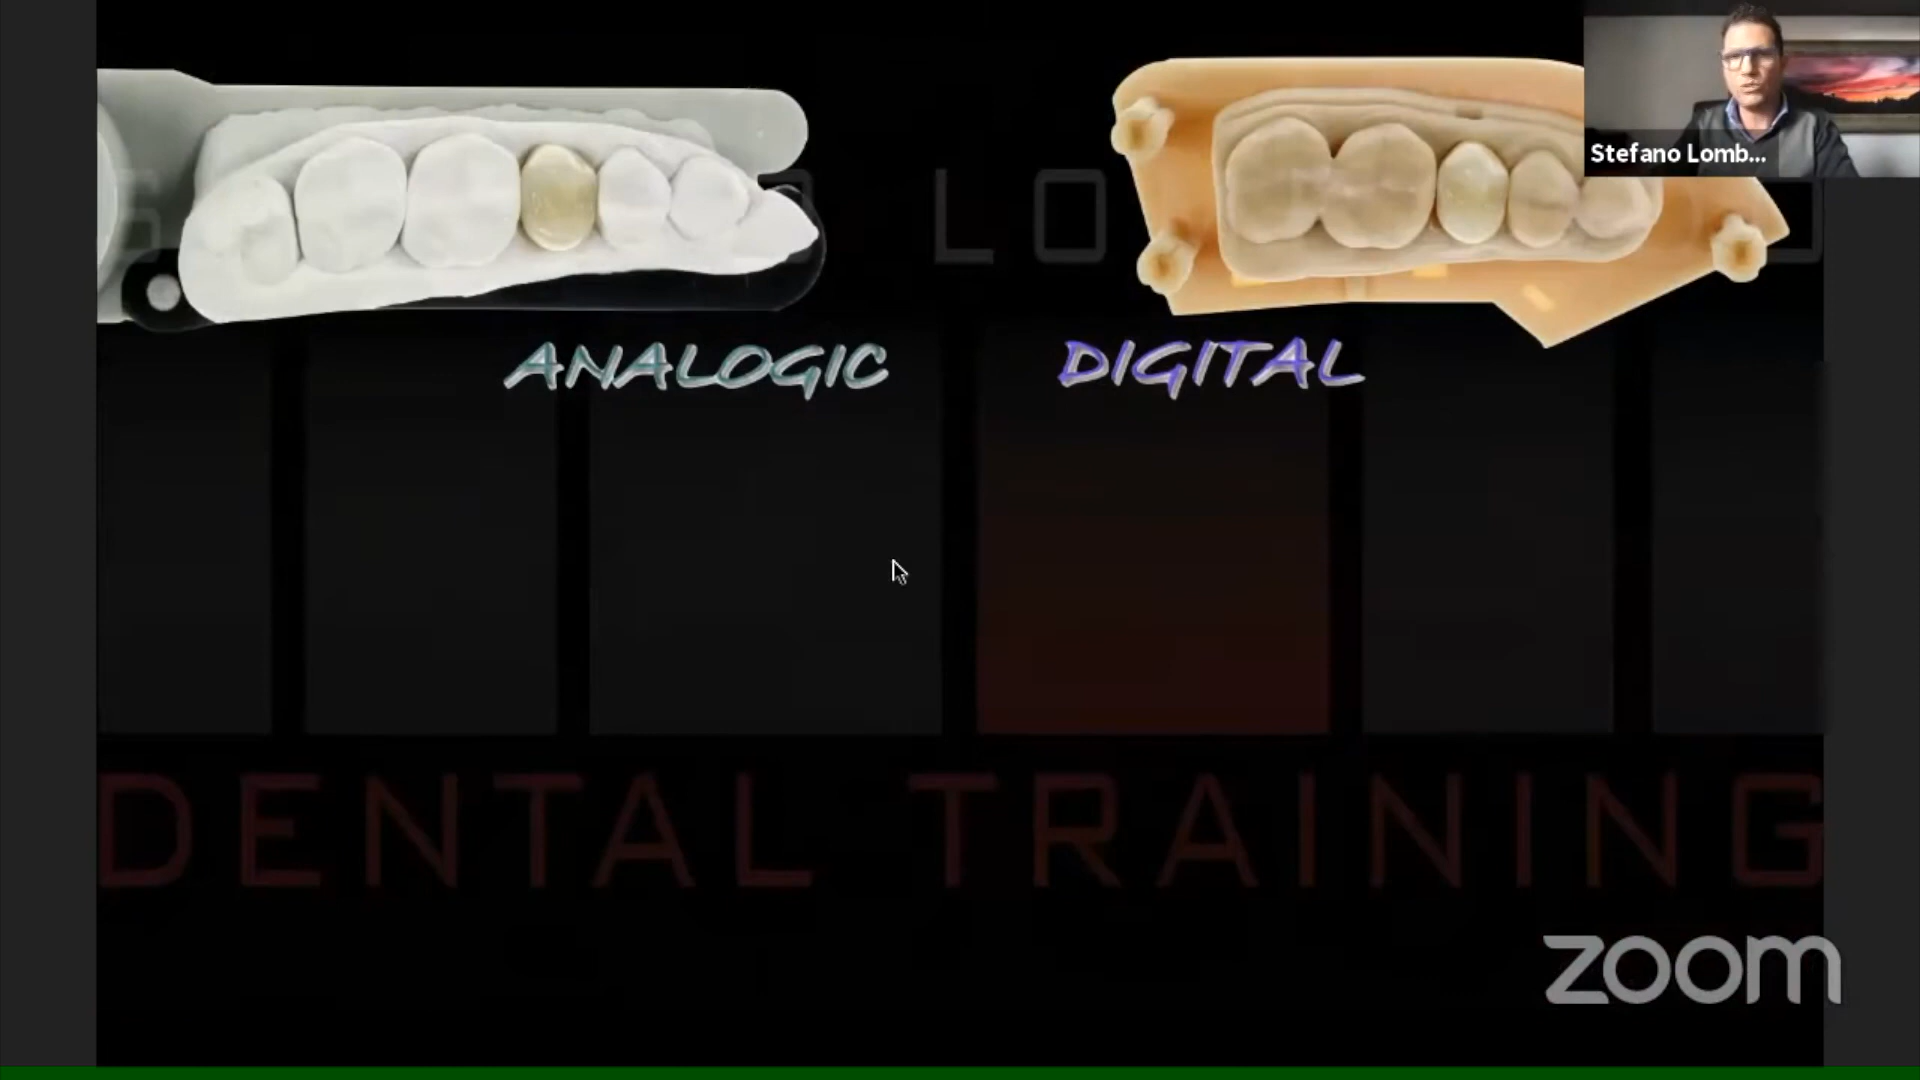 Stefano Lomb...
ANALOGIC
DIGITAL
DENTAL TRAINING
zoom